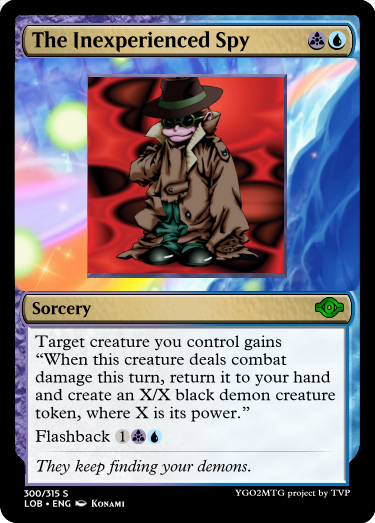 The Inexperienced Spy
Sorcery
Target creature you control gains
“When this creature deals combat
damage this turn, return it to your hand
and create an X/X black demon creature
token, where X is its power.”
Flashback 1
They keep finding your demons.
300/315 S
LOB • ENG Konami
YGO2MTG project by TVP